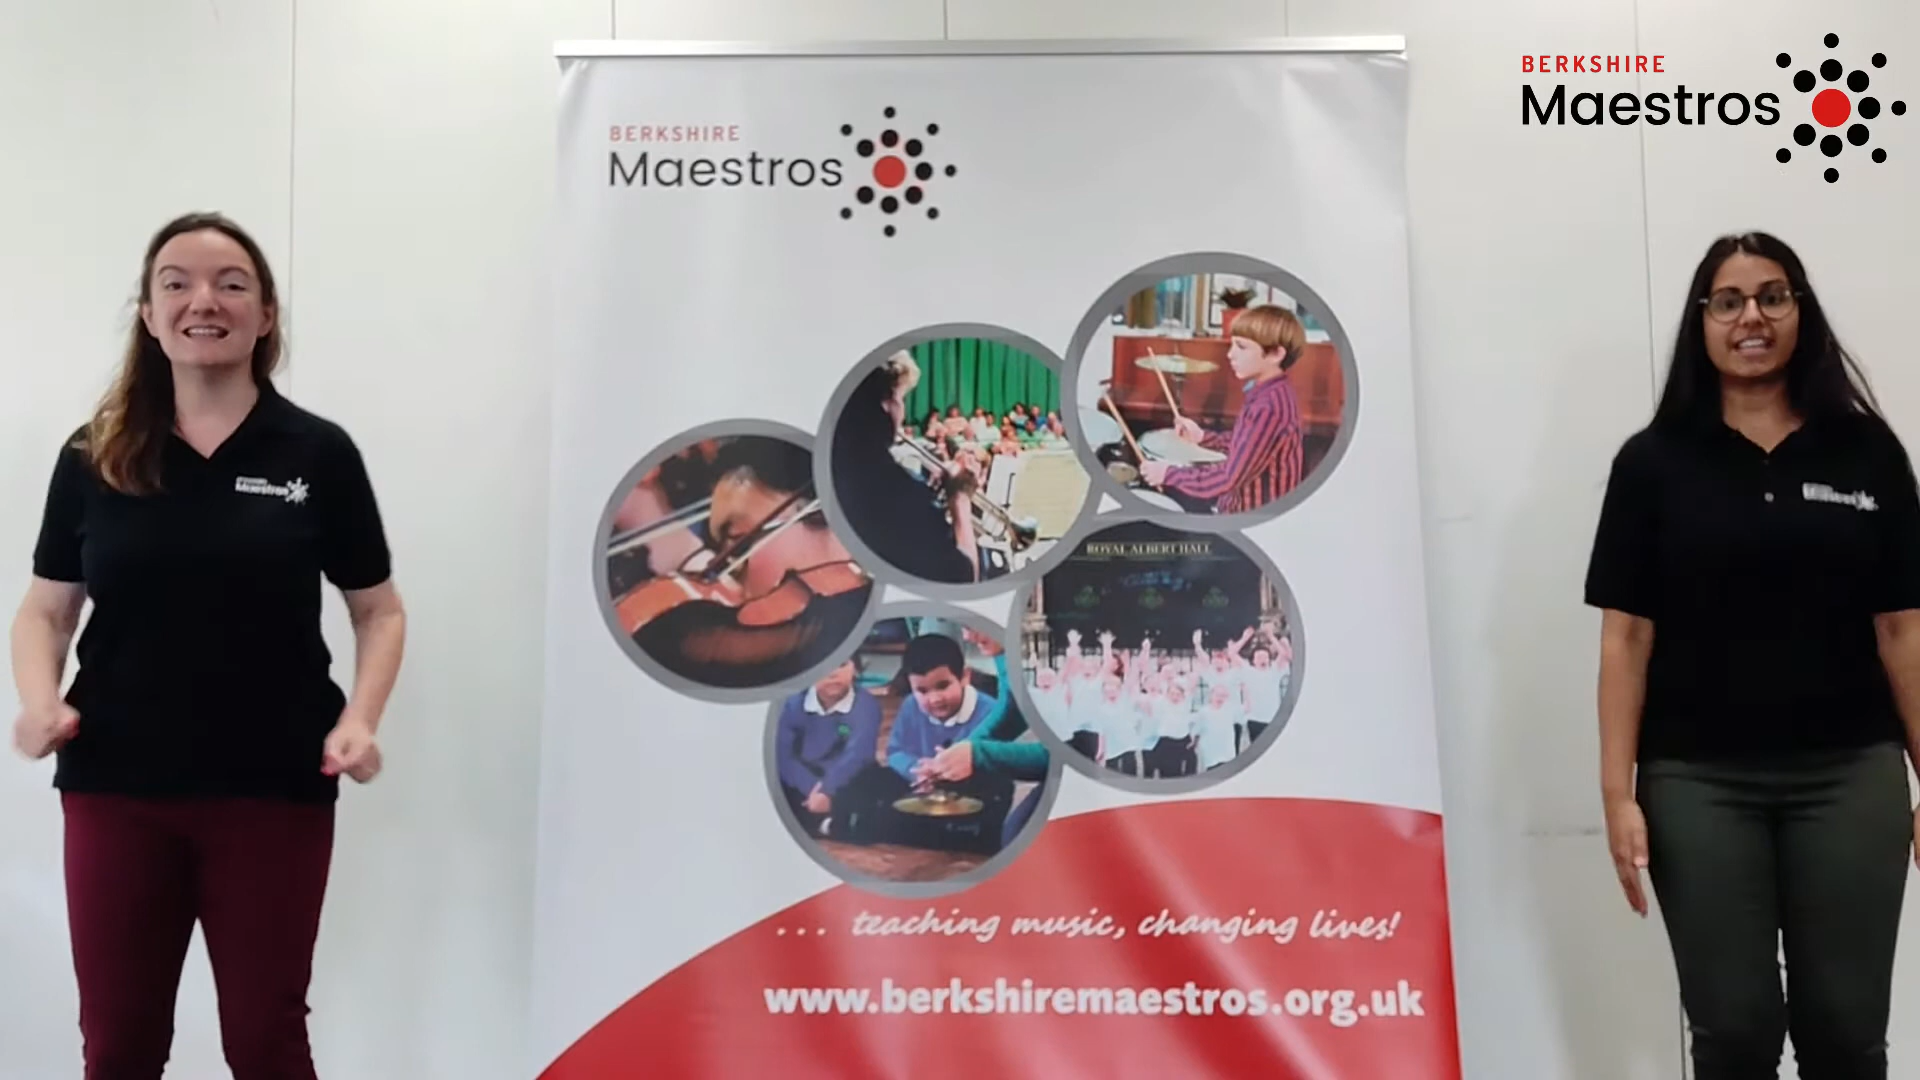 BERKSHIRE
Maestros
BERKSHIRE
Maestros
ROYAL ALBERT HALL
Maestros
... teaching music, changing lives!
www.berkshiremaestros.org.uk